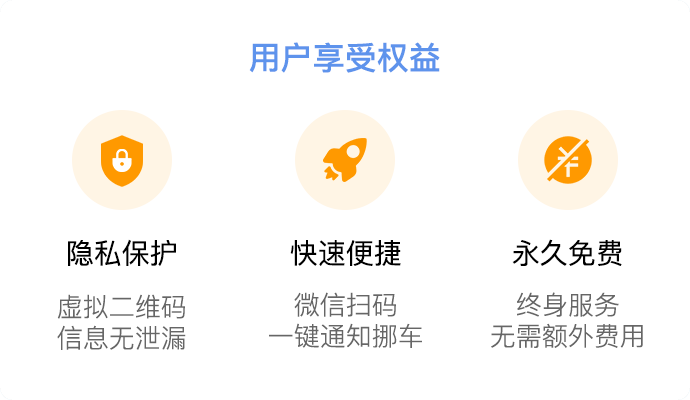 用户享受权益
隐私保护
虚拟二维码
信息无泄漏
快速便捷
微信扫码
一键通知挪车
永久免费
终身服务
无需额外费用